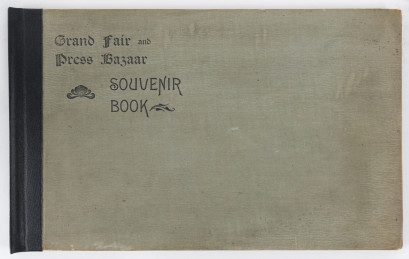 Grand Fair and
Press Bazaar
SOUVENIR
BOOK